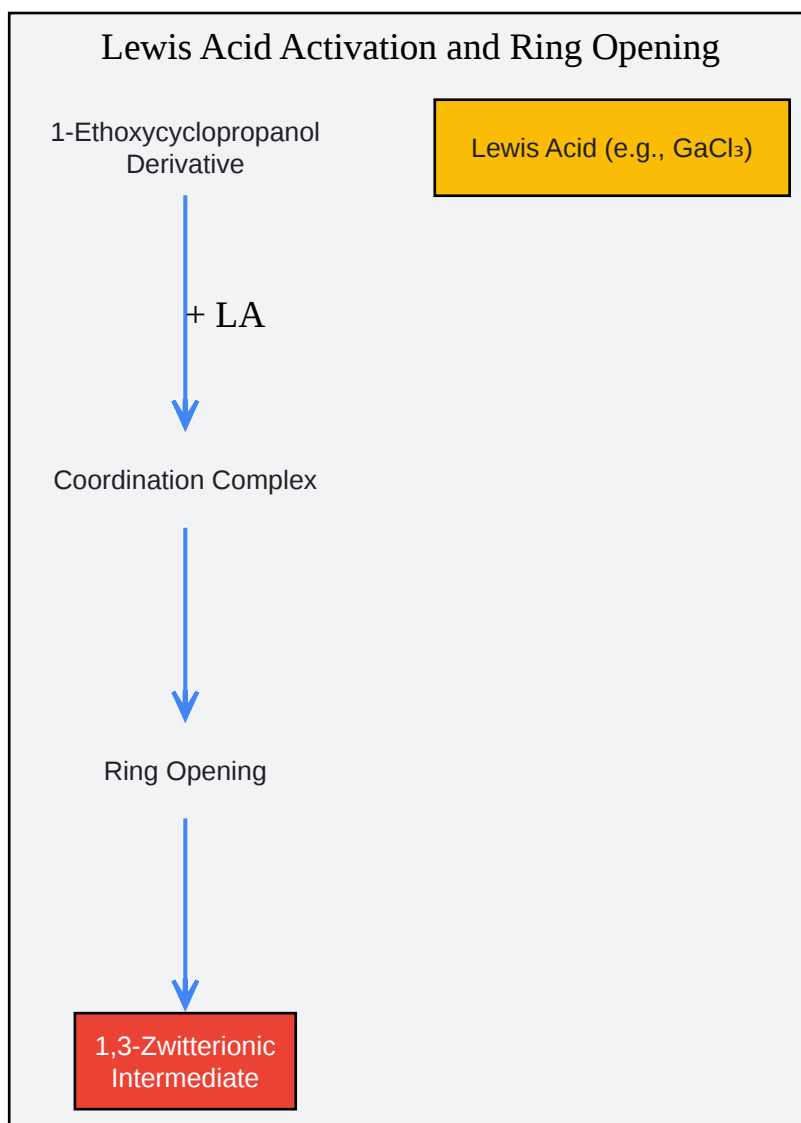 Lewis Acid Activation and Ring Opening
1-Ethoxycyclopropanol
Derivative
Lewis Acid (e.g., GaCl₃)
+ LA
Coordination Complex
Ring Opening
1,3-Zwitterionic
Intermediate